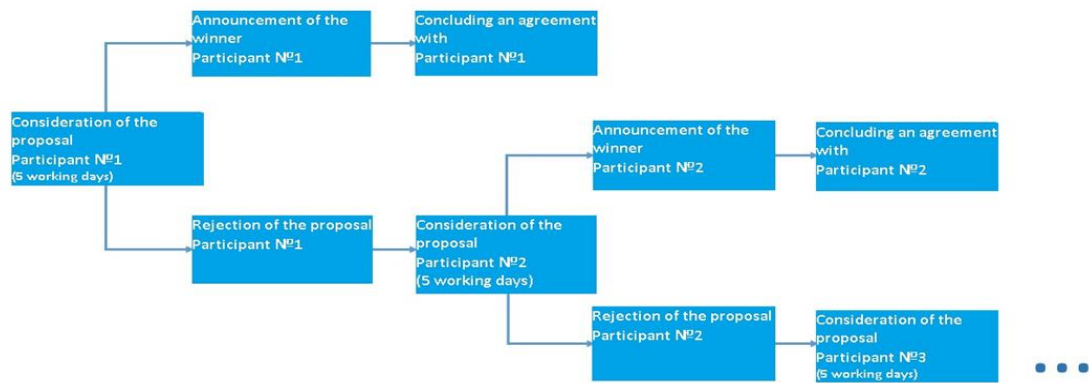 Announcement of the
winner
Participant №1
Concluding an agreement
with
Participant №1
Consideration of the
proposal
Participant №1
(5 working days)
Announcement of the
winner
Participant №2
Concluding an agreement
with
Participant №2
Rejection of the proposal
Participant №1
Consideration of the
proposal
Participant №2
(5 working days)
Rejection of the proposal
Participant №2
Consideration of the
proposal
Participant №3
(5 working days)
...